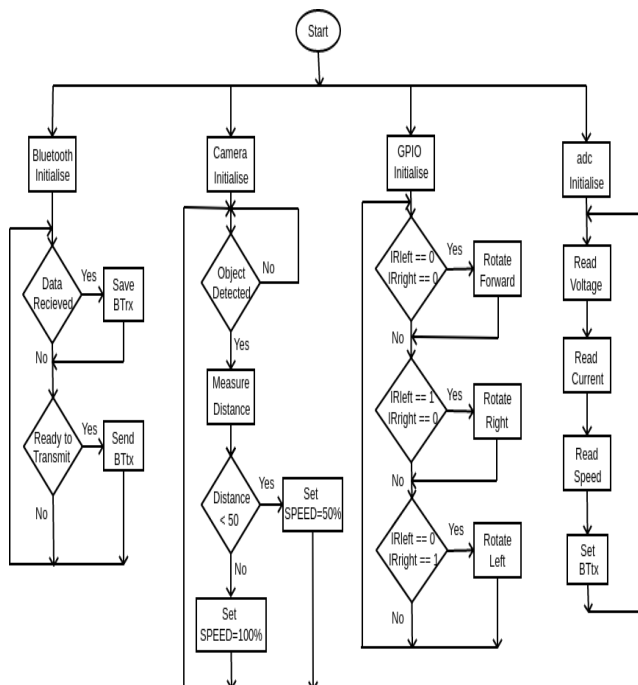 Start
Bluetooth
Initialise
Data
Recieved
Yes
Save
BTrx
No
Ready to
Transmit
Yes
Send
BTtx
No
Camera
Initialise
Object
Detected
No
Yes
Measure
Distance
Distance
< 50
Yes
Set
SPEED=50%
No
Set
SPEED=100%
GPIO
Initialise
IRleft == 0
IRright == 0
Yes
Rotate
Forward
No
IRleft == 1
IRright == 0
Yes
Rotate
Right
No
IRleft == 0
IRright == 1
Yes
Rotate
Left
No
adc
Initialise
Read
Voltage
Read
Current
Read
Speed
Set
BTtx